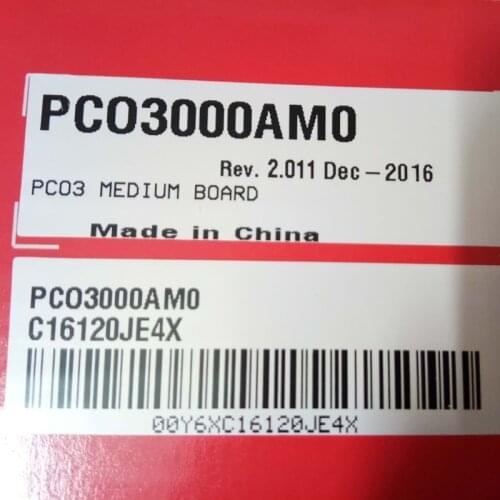 PCO3000AM0
Rev. 2.011 Dec-2016
PCO3 MEDIUM BOARD
Made in China
PCO3000AM0
C16120JE4X
00Y6XC16120JE4X